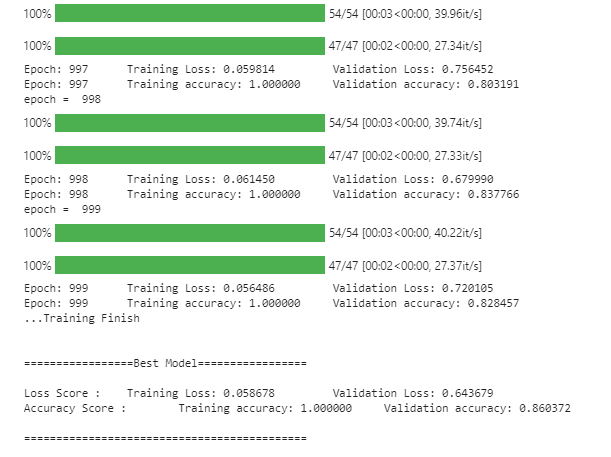 100% 54/54 [00:03<00:00, 39.96it/s]
100% 47/47 [00:02<00:00, 27.34it/s]
Epoch: 997 Training Loss: 0.059814 Validation Loss: 0.756452
Epoch: 997 Training accuracy: 1.000000 Validation accuracy: 0.803191
epoch = 998
100% 54/54 [00:03<00:00, 39.74it/s]
100% 47/47 [00:02<00:00, 27.33it/s]
Epoch: 998 Training Loss: 0.061450 Validation Loss: 0.679990
Epoch: 998 Training accuracy: 1.000000 Validation accuracy: 0.837766
epoch = 999
100% 54/54 [00:03<00:00, 40.22it/s]
100% 47/47 [00:02<00:00, 27.37it/s]
Epoch: 999 Training Loss: 0.056486 Validation Loss: 0.720105
Epoch: 999 Training accuracy: 1.000000 Validation accuracy: 0.828457
...Training Finish
=================Best Model=================
Loss Score : Training Loss: 0.058678 Validation Loss: 0.643679
Accuracy Score : Training accuracy: 1.000000 Validation accuracy: 0.860372
============================================